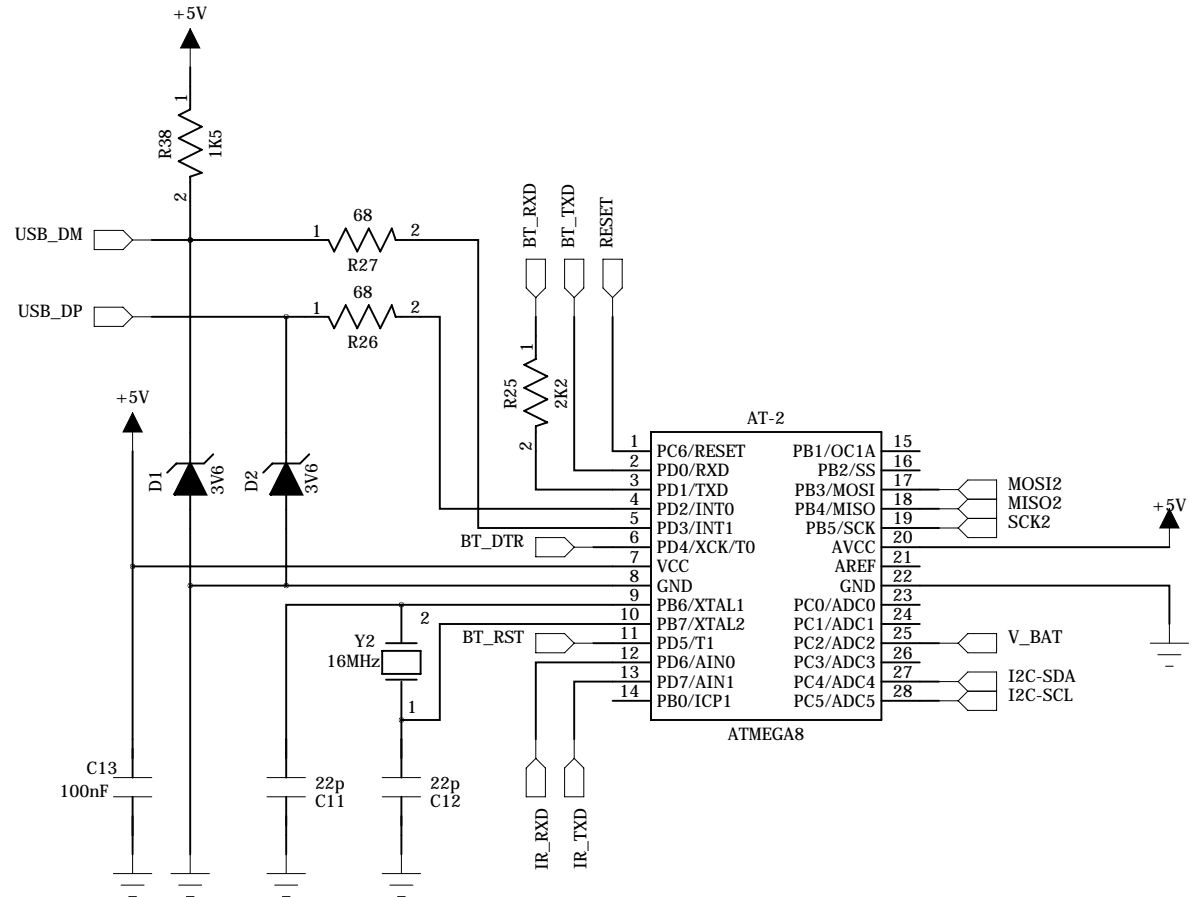 +5V
1
R38
1K5
2
USB_DM
1
68
2
R27
USB_DP
1
68
2
R26
BT_RXD
BT_TXD
RESET
1
R25
2K2
2
+5V
D1
3V6
D2
3V6
AT-2
1 PC6/RESET PB1/OC1A 15
2 PD0/RXD PB2/SS 16
3 PD1/TXD PB3/MOSI 17 MOSI2
4 PD2/INT0 PB4/MISO 18 MISO2
5 PD3/INT1 PB5/SCK 19 SCK2
BT_DTR 6 PD4/XCK/T0 AVCC 20 +5V
7 VCC AREF 21
8 GND GND 22
9 PB6/XTAL1 PC0/ADC0 23
10 PB7/XTAL2 PC1/ADC1 24
BT_RST 11 PD5/T1 PC2/ADC2 25 V_BAT
12 PD6/AIN0 PC3/ADC3 26
13 PD7/AIN1 PC4/ADC4 27 I2C-SDA
14 PB0/ICP1 PC5/ADC5 28 I2C-SCL
ATMEGA8
2
Y2
16MHz
1
C13
100nF
22p
C11
22p
C12
IR_RXD
IR_TXD